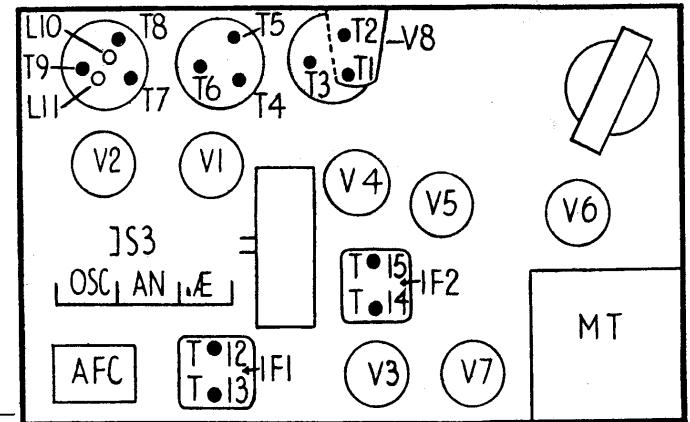 L10 T8 T5 T2 V8
T9 T6 T3 T1
L11 T7 T4
V2 V1 V4 V5 V6
]S3
OSC AN Æ
T 15
T 14
IF2
MT
AFC
T 12
T 13
IF1
V3 V7